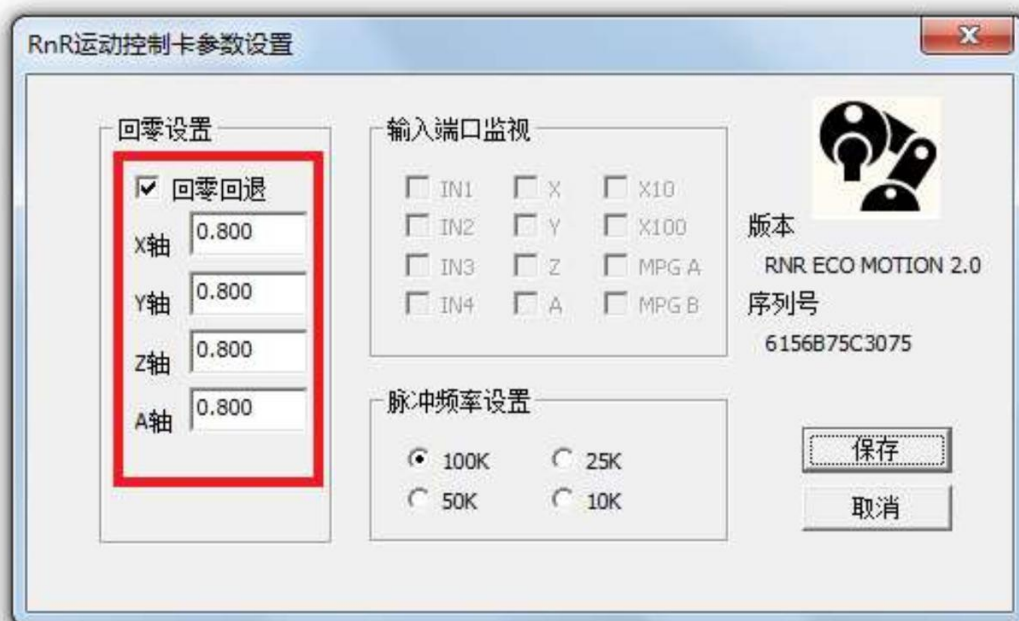 RnR运动控制卡参数设置
回零设置
回零回退
X轴 0.800
Y轴 0.800
Z轴 0.800
A轴 0.800
输入端口监视
IN1 X X10
IN2 Y X100
IN3 Z MPG A
IN4 A MPG B
脉冲频率设置
100K 25K
50K 10K
版本
RNR ECO MOTION 2.0
序列号
6156B75C3075
保存
取消